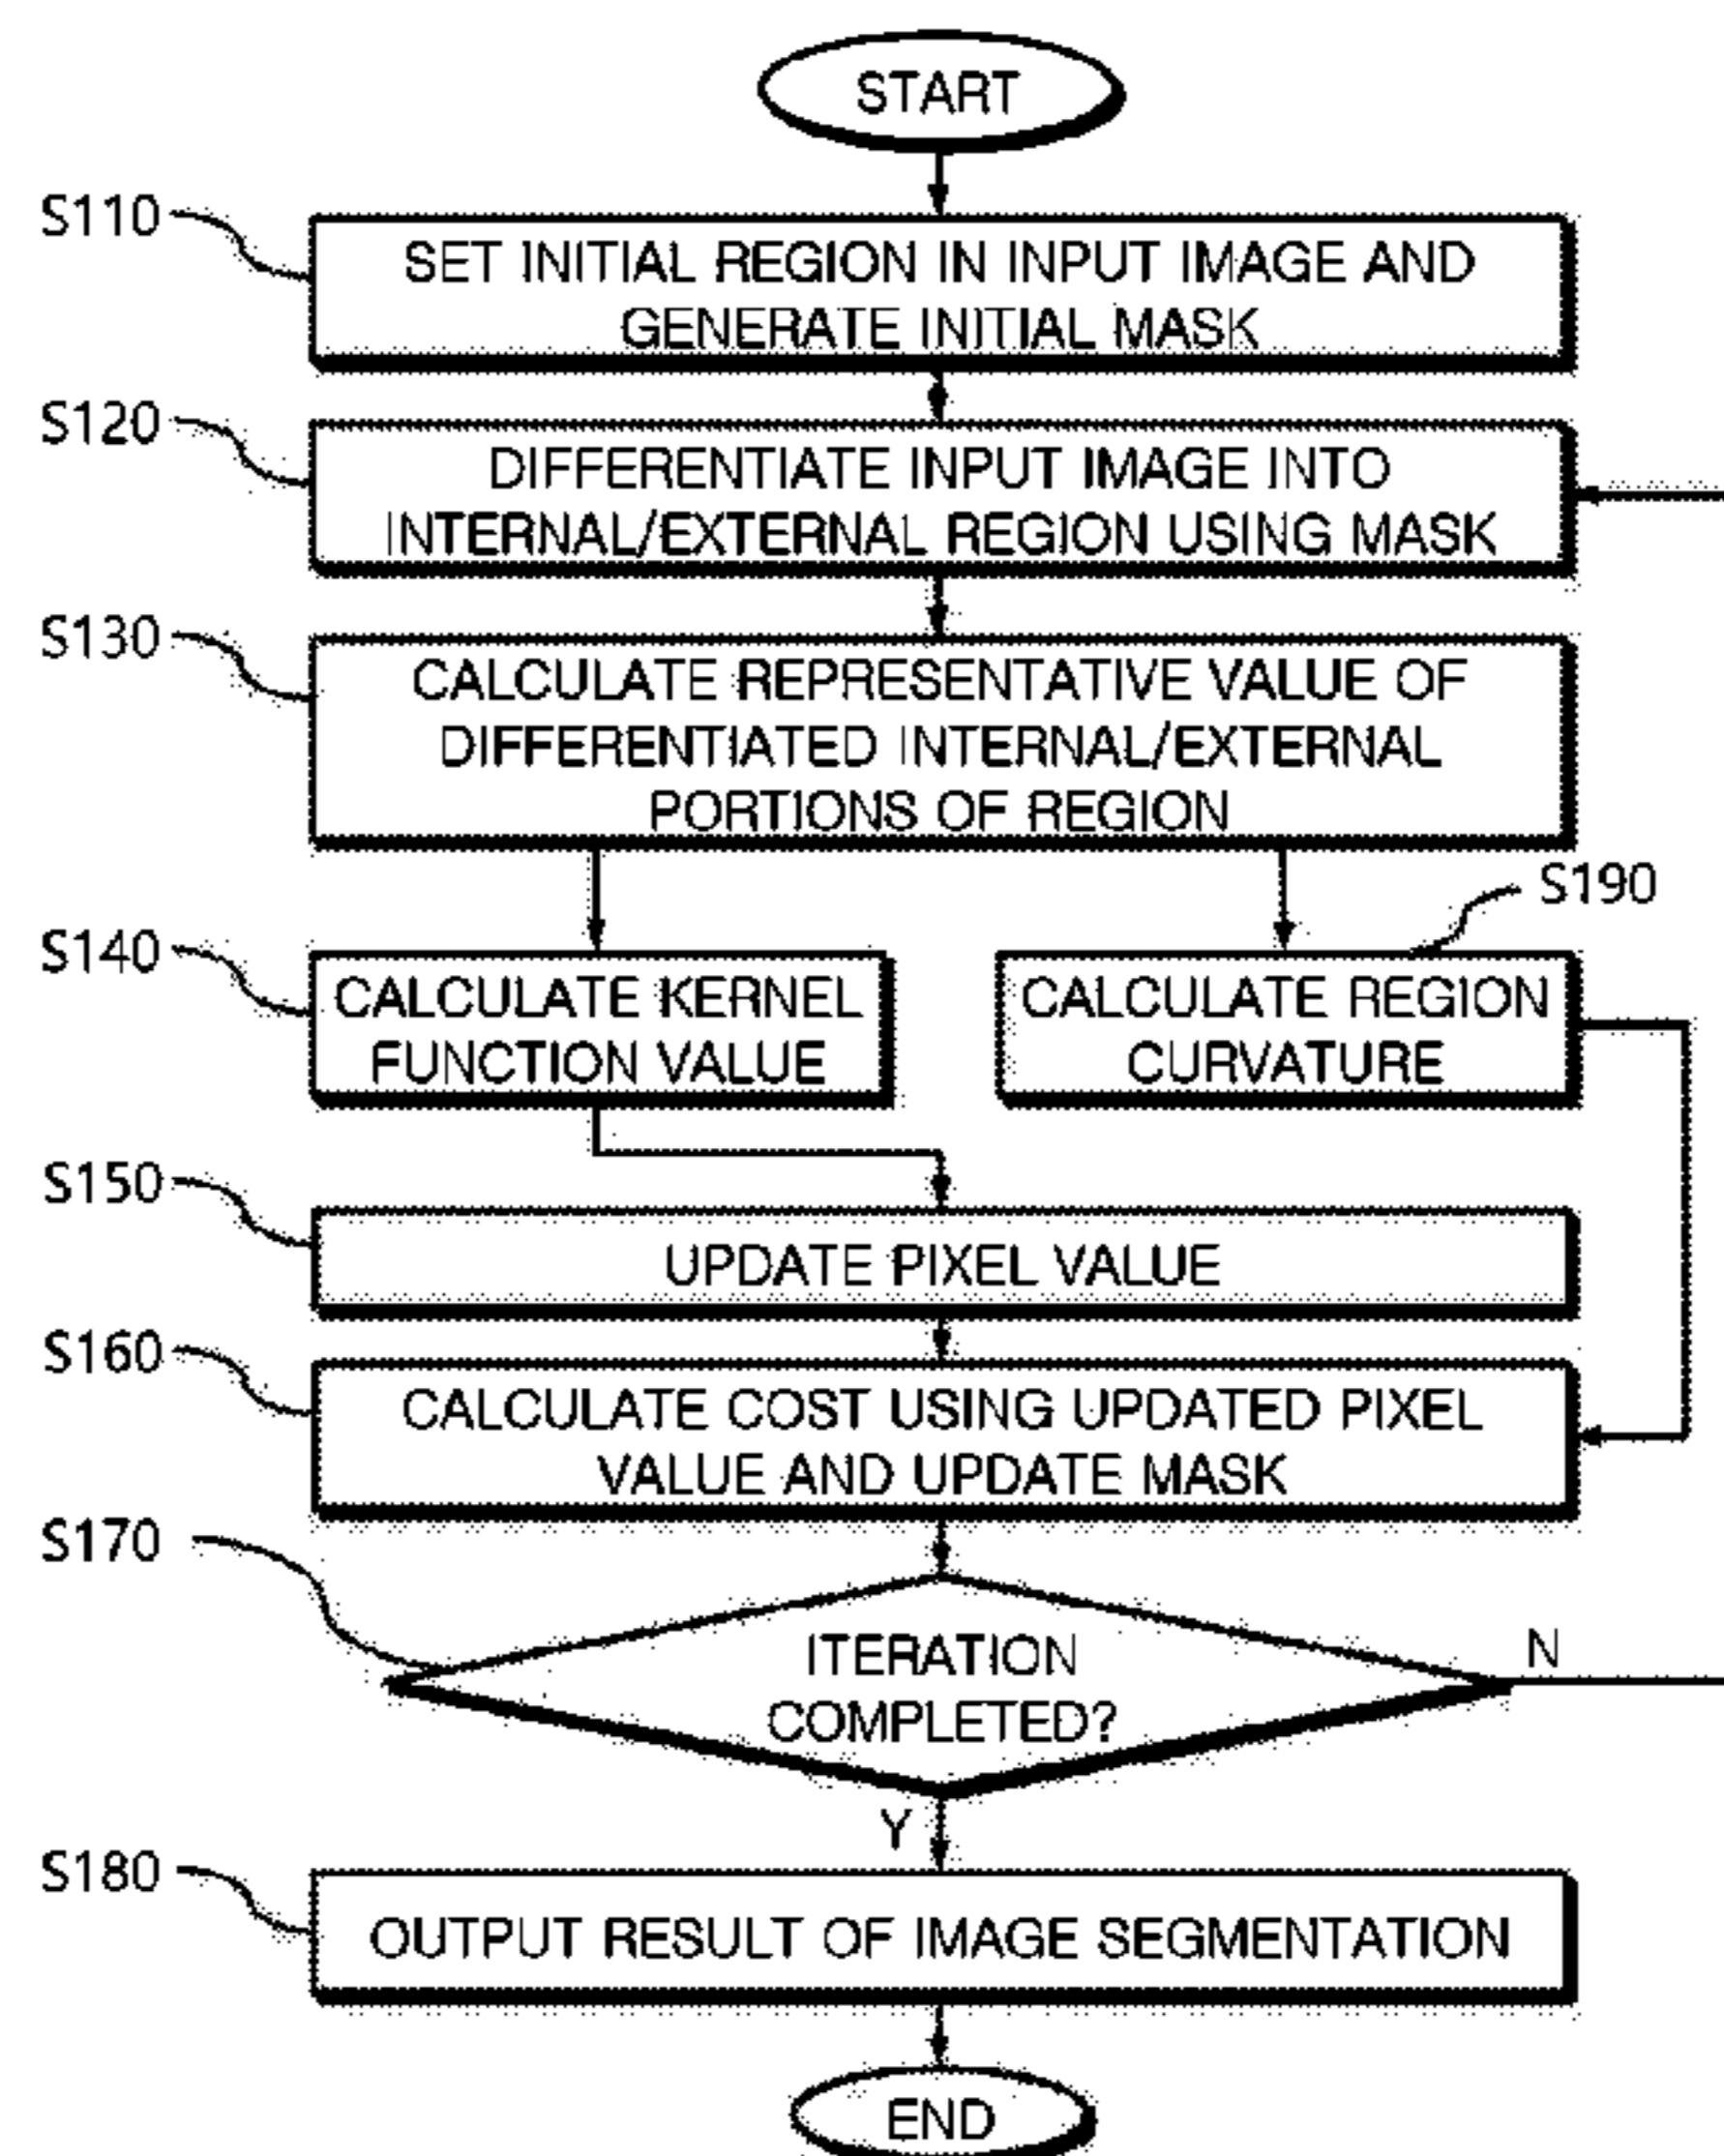 START
S110
SET INITIAL REGION IN INPUT IMAGE AND
GENERATE INITIAL MASK
S120
DIFFERENTIATE INPUT IMAGE INTO
INTERNAL/EXTERNAL REGION USING MASK
S130
CALCULATE REPRESENTATIVE VALUE OF
DIFFERENTIATED INTERNAL/EXTERNAL
PORTIONS OF REGION
S140
CALCULATE KERNEL
FUNCTION VALUE
S190
CALCULATE REGION
CURVATURE
S150
UPDATE PIXEL VALUE
S160
CALCULATE COST USING UPDATED PIXEL
VALUE AND UPDATE MASK
S170
ITERATION
COMPLETED?
N
Y
S180
OUTPUT RESULT OF IMAGE SEGMENTATION
END